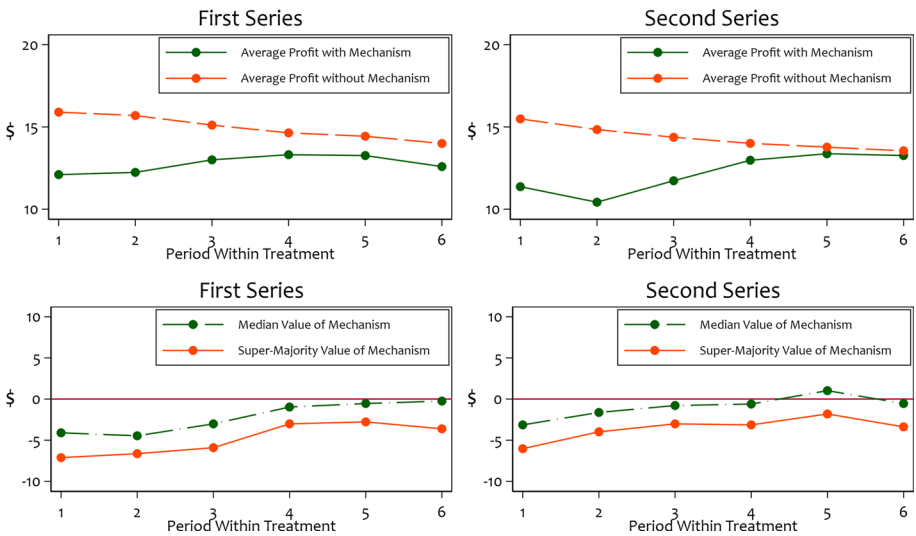 First Series
20
15
10
$
Average Profit with Mechanism
Average Profit without Mechanism
1 2 3 4 5 6
Period Within Treatment
Second Series
20
15
10
$
Average Profit with Mechanism
Average Profit without Mechanism
1 2 3 4 5 6
Period Within Treatment
First Series
10
5
0
-5
-10
$
Median Value of Mechanism
Super-Majority Value of Mechanism
1 2 3 4 5 6
Period Within Treatment
Second Series
10
5
0
-5
-10
$
Median Value of Mechanism
Super-Majority Value of Mechanism
1 2 3 4 5 6
Period Within Treatment